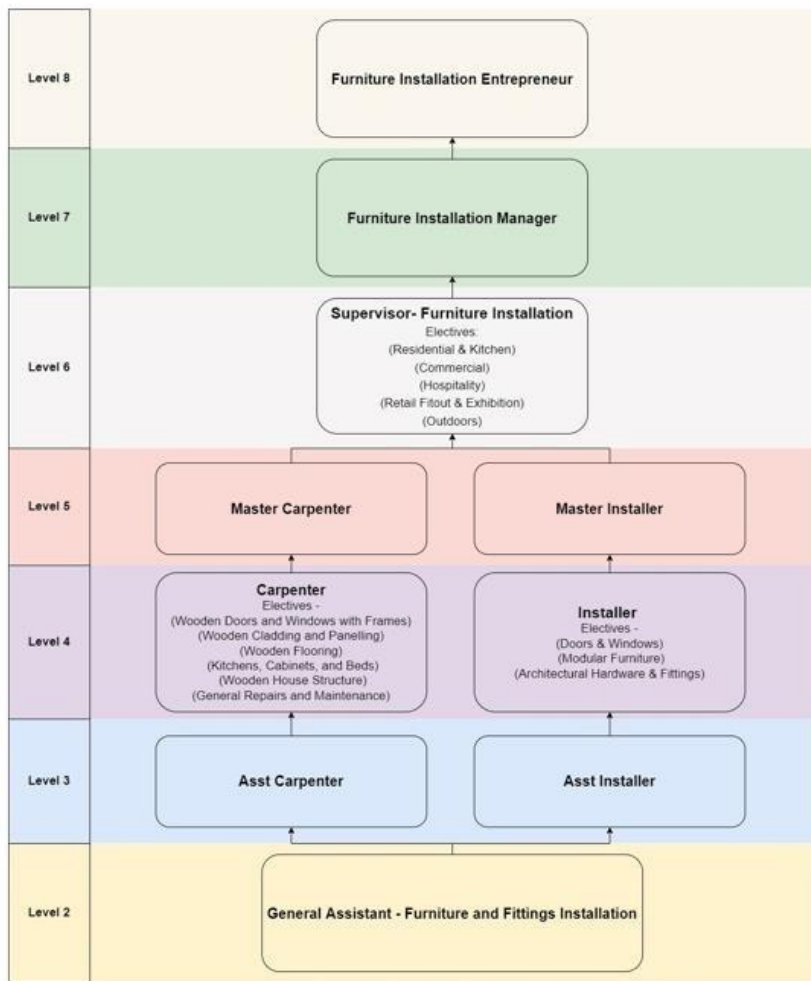 Level 8
Furniture Installation Entrepreneur
Level 7
Furniture Installation Manager
Level 6
Supervisor- Furniture Installation
Electives:
(Residential & Kitchen)
(Commercial)
(Hospitality)
(Retail Fitout & Exhibition)
(Outdoors)
Level 5
Master Carpenter
Master Installer
Level 4
Carpenter
Electives -
(Wooden Doors and Windows with Frames)
(Wooden Cladding and Panelling)
(Wooden Flooring)
(Kitchens, Cabinets, and Beds)
(Wooden House Structure)
(General Repairs and Maintenance)
Installer
Electives -
(Doors & Windows)
(Modular Furniture)
(Architectural Hardware & Fittings)
Level 3
Asst Carpenter
Asst Installer
Level 2
General Assistant - Furniture and Fittings Installation